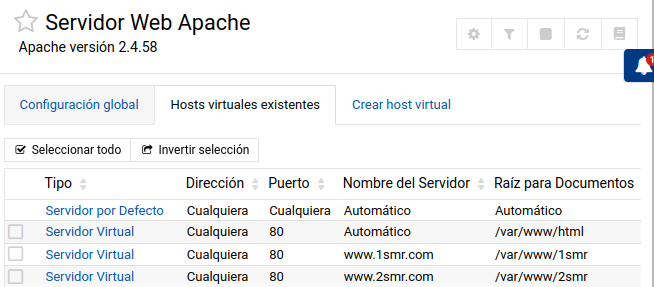 Servidor Web Apache
Apache versión 2.4.58
1
Configuración global Hosts virtuales existentes Crear host virtual
Seleccionar todo Invertir selección
Tipo Dirección Puerto Nombre del Servidor Raíz para Documentos
Servidor por Defecto Cualquiera Cualquiera Automático Automático
Servidor Virtual Cualquiera 80 Automático /var/www/html
Servidor Virtual Cualquiera 80 www.1smr.com /var/www/1smr
Servidor Virtual Cualquiera 80 www.2smr.com /var/www/2smr